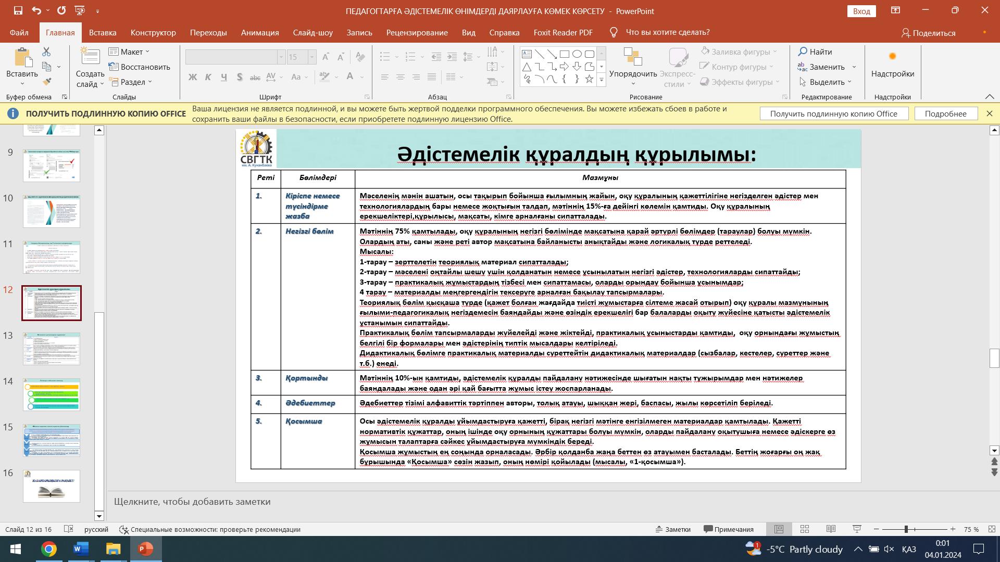 ПЕДАГОГТАРҒА ӘДІСТЕМЕЛІК ӨНІМДЕРДІ ДАЯРЛАУҒА КӨМЕК КӨРСЕТУ - PowerPoint
Вход
Файл Главная Вставка Конструктор Переходы Анимация Слайд-шоу Запись Рецензирование Вид Справка Foxit Reader PDF Что вы хотите сделать? Поделиться
Вставить
Буфер обмена
Создать слайд
Макет
Восстановить
Раздел
Слайды
15
Ж К Ч S abc AV Aa A
Шрифт
Абзац
Упорядочить
Экспресс-стили
Заливка фигуры
Контур фигуры
Эффекты фигуры
Рисование
Найти
Заменить
Выделить
Редактирование
Надстройки
Надстройки
ПОЛУЧИТЬ ПОДЛИННУЮ КОПИЮ OFFICE
Ваша лицензия не является подлинной, и вы можете быть жертвой подделки программного обеспечения. Вы можете избежать сбоев в работе и
сохранить ваши файлы в безопасности, если приобретете подлинную лицензию Office.
Получить подлинную копию Office
Подробнее
9
10
11
12
13
14
15
16
НАЗАРЛАРЫҢЫЗҒА РАҚМЕТ!
СВГТК
им. А. Кунанбаева
Әдістемелік құралдың құрылымы:
Реті Бөлімдері Мазмұны
1. Кіріспе немесе түсіндірме жазба
Мәселенің мәнін ашатын, осы тақырып бойынша ғылымның жайын, оқу құралының қажеттілігіне негізделген әдістер мен
технологиялардың бары немесе жоқтығын талдап, мәтіннің 15%-ға дейінгі көлемін қамтиды. Оқу құралының
ерекшеліктері,құрылысы, мақсаты, кімге арналғаны сипатталады.
2. Негізгі бөлім
Мәтіннің 75% қамтылады, оқу құралының негізгі бөлімінде мақсатына қарай әртүрлі бөлімдер (тараулар) болуы мүмкін.
Олардың аты, саны және реті автор мақсатына байланысты анықтайды және логикалық түрде реттеледі.
Мысалы:
1-тарау – зерттелетін теориялық материал сипатталады;
2-тарау – мәселені оңтайлы шешу үшін қолданатын немесе ұсынылатын негізгі әдістер, технологияларды сипаттайды;
3-тарау – практикалық жұмыстардың тізбесі мен сипаттамасы, оларды орындау бойынша ұсынымдар;
4 тарау – материалды меңгергендігін тексеруге арналған бақылау тапсырмалары.
Теориялық бөлім қысқаша түрде (қажет болған жағдайда тиісті жұмыстарға сілтеме жасай отырып) оқу құралы мазмұнының
ғылыми-педагогикалық негіздемесін баяндайды және өзіндік ерекшелігі бар балаларды оқыту жүйесіне қатысты әдістемелік
ұстанымын сипаттайды.
Практикалық бөлім тапсырмаларды жүйелейді және жіктейді, практикалық ұсыныстарды қамтиды, оқу орнындағы жұмыстың
белгілі бір формалары мен әдістерінің типтік мысалдары келтіріледі.
Дидактикалық бөлімге практикалық материалды суреттейтін дидактикалық материалдар (сызбалар, кестелер, суреттер және
т.б.) енеді.
3. Қортынды
Мәтіннің 10%-ын қамтиды, әдістемелік құралды пайдалану нәтижесінде шығатын нақты тұжырымдар мен нәтижелер
баяндалады және одан әрі қай бағытта жұмыс істеу жоспарланады.
4. Әдебиеттер
Әдебиеттер тізімі алфавиттік тәртіппен авторы, толық атауы, шыққан жері, баспасы, жылы көрсетіліп беріледі.
5. Қосымша
Осы әдістемелік құралды ұйымдастыруға қажетті, бірақ негізгі мәтінге енгізілмеген материалдар қамтылады. Қажетті
нормативтік құжаттар, оның ішінде оқу орнының құжаттары болуы мүмкін, оларды пайдалану оқытушыға немесе әдіскерге өз
жұмысын талаптарға сәйкес ұйымдастыруға мүмкіндік береді.
Қосымша жұмыстың ең соңында орналасады. Әрбір қолданба жаңа беттен өз атауымен басталады. Беттің жоғарғы оң жақ
бұрышында «Қосымша» сөзін жазып, оның нөмірі қойылады (мысалы, «1-қосымша»).
Щелкните, чтобы добавить заметки
Слайд 12 из 16 русский Специальные возможности: проверьте рекомендации Заметки Примечания 75 %
1 -5°C Partly cloudy ҚАЗ 0:01
04.01.2024